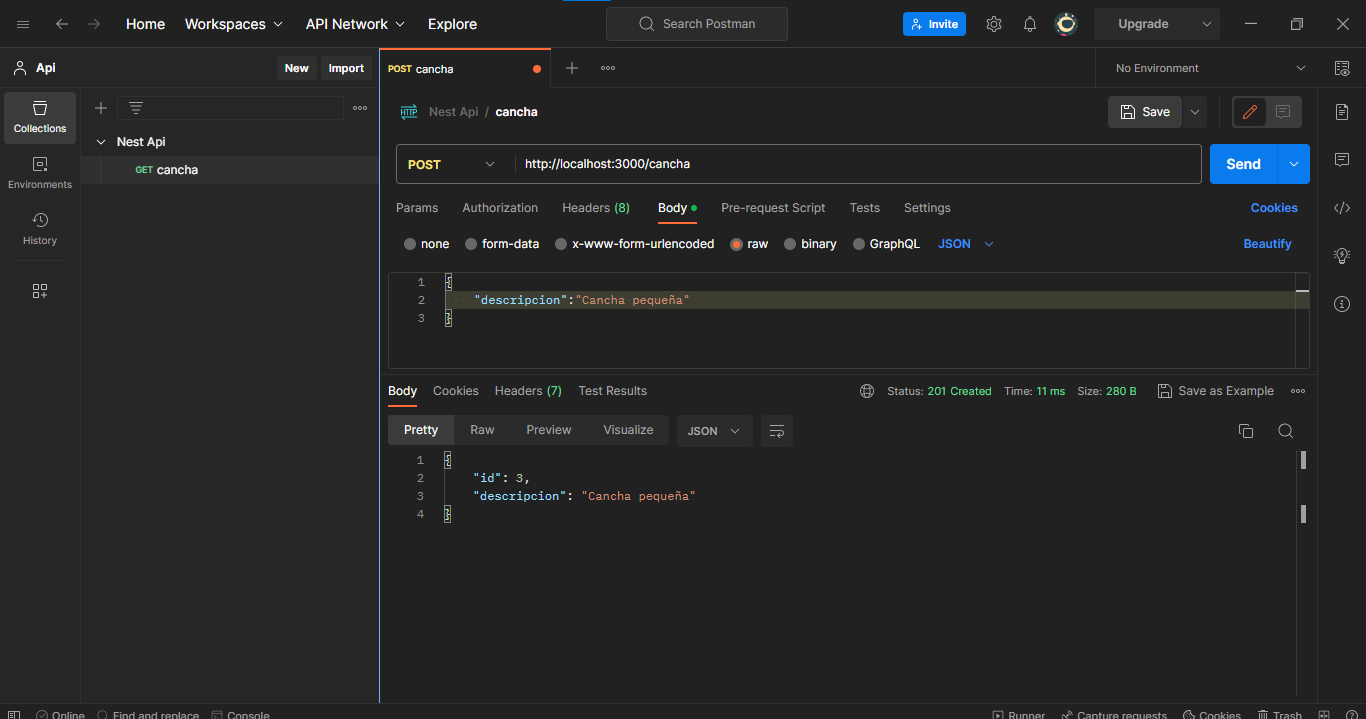 Home Workspaces API Network Explore Search Postman Invite Upgrade
Api New Import POST cancha No Environment
Nest Api / cancha Save
Collections
Nest Api
GET cancha
Environments
History
POST http://localhost:3000/cancha Send
Params Authorization Headers (8) Body Pre-request Script Tests Settings Cookies
none form-data x-www-form-urlencoded raw binary GraphQL JSON Beautify
1 {
2 "descripcion":"Cancha pequeña"
3 }
Body Cookies Headers (7) Test Results Status: 201 Created Time: 11 ms Size: 280 B Save as Example
Pretty Raw Preview Visualize JSON
1 {
2 "id": 3,
3 "descripcion": "Cancha pequeña"
4 }
Online Find and replace Console Runner Capture requests Cookies Trash